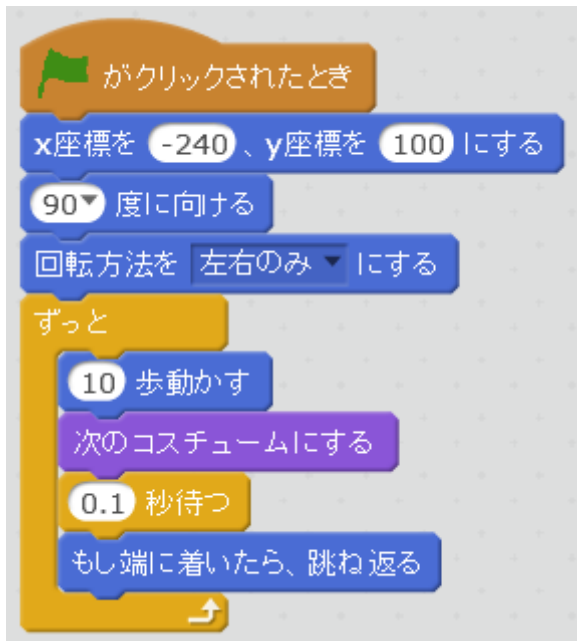 がクリックされたとき
x座標を -240 、y座標を 100 にする
90 度に向ける
回転方法を 左右のみ にする
ずっと
10 歩動かす
次のコスチュームにする
0.1 秒待つ
もし端に着いたら、跳ね返る